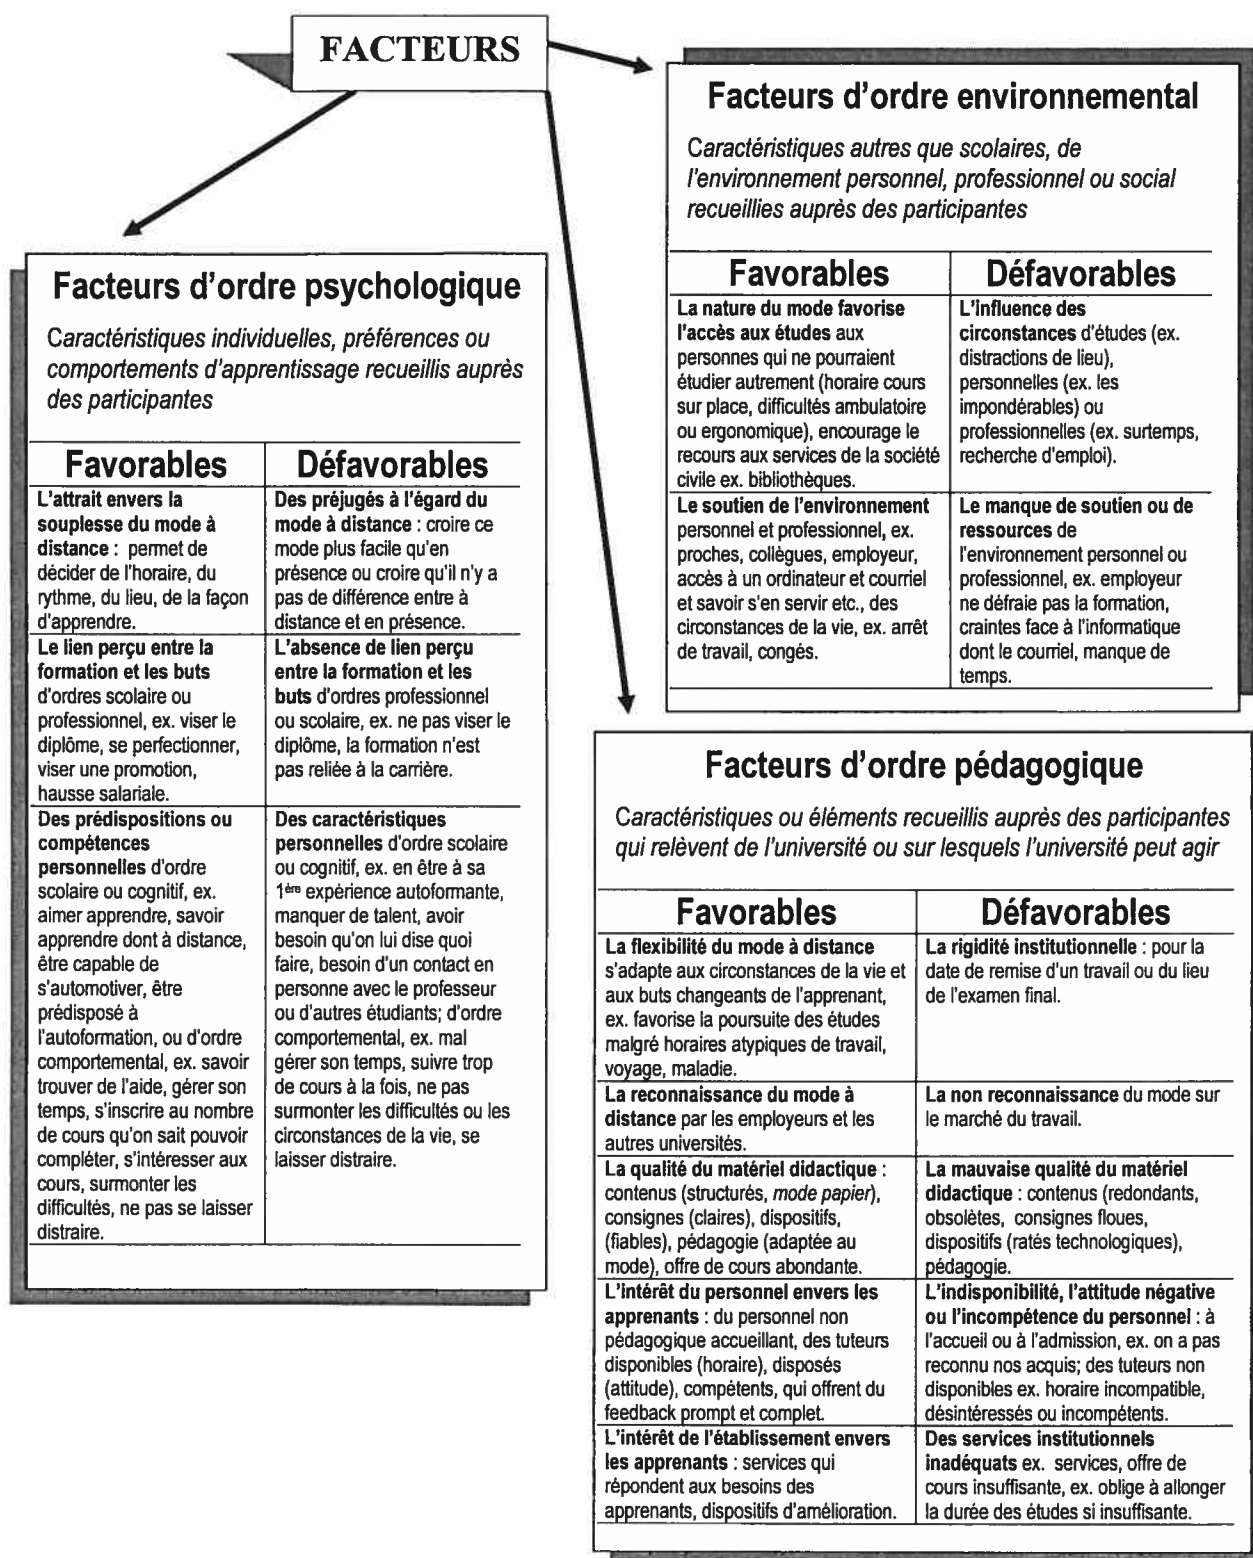 FACTEURS
Facteurs d'ordre environnemental
Caractéristiques autres que scolaires, de
l'environnement personnel, professionnel ou social
recueillies auprès des participantes
Favorables
La nature du mode favorise
l'accès aux études aux
personnes qui ne pourraient
étudier autrement (horaire cours
sur place, difficultés ambulatoire
ou ergonomique), encourage le
recours aux services de la société
civile ex. bibliothèques.
Défavorables
L'influence des
circonstances d'études (ex.
distractions de lieu),
personnelles (ex. les
impondérables) ou
professionnelles (ex. surtemps,
recherche d'emploi).
Le soutien de l'environnement
personnel et professionnel, ex.
proches, collègues, employeur,
accès à un ordinateur et courriel
et savoir s'en servir etc., des
circonstances de la vie, ex. arrêt
de travail, congés.
Le manque de soutien ou de
ressources de
l'environnement personnel ou
professionnel, ex. employeur
ne défraie pas la formation,
craintes face à l'informatique
dont le courriel, manque de
temps.
Facteurs d'ordre psychologique
Caractéristiques individuelles, préférences ou
comportements d'apprentissage recueillis auprès
des participantes
Favorables
Défavorables
L'attrait envers la
souplesse du mode à
distance : permet de
décider de l'horaire, du
rythme, du lieu, de la façon
d'apprendre.
Des préjugés à l'égard du
mode à distance : croire ce
mode plus facile qu'en
présence ou croire qu'il n'y a
pas de différence entre à
distance et en présence.
Le lien perçu entre la
formation et les buts
d'ordres scolaire ou
professionnel, ex. viser le
diplôme, se perfectionner,
viser une promotion,
hausse salariale.
L'absence de lien perçu
entre la formation et les
buts d'ordres professionnel
ou scolaire, ex. ne pas viser le
diplôme, la formation n'est
pas reliée à la carrière.
Des prédispositions ou
compétences
personnelles d'ordre
scolaire ou cognitif, ex.
aimer apprendre, savoir
apprendre dont à distance,
être capable de
s'automotiver, être
prédisposé à
l'autoformation, ou d'ordre
comportemental, ex. savoir
trouver de l'aide, gérer son
temps, s'inscrire au nombre
de cours qu'on sait pouvoir
compléter, s'intéresser aux
cours, surmonter les
difficultés, ne pas se laisser
distraire.
Des caractéristiques
personnelles d'ordre scolaire
ou cognitif, ex. en être à sa
1ère expérience autoformante,
manquer de talent, avoir
besoin qu'on lui dise quoi
faire, besoin d'un contact en
personne avec le professeur
ou d'autres étudiants; d'ordre
comportemental, ex. mal
gérer son temps, suivre trop
de cours à la fois, ne pas
surmonter les difficultés ou les
circonstances de la vie, se
laisser distraire.
Facteurs d'ordre pédagogique
Caractéristiques ou éléments recueillis auprès des participantes
qui relèvent de l'université ou sur lesquels l'université peut agir
Favorables
Défavorables
La flexibilité du mode à distance
s'adapte aux circonstances de la vie et
aux buts changeants de l'apprenant,
ex. favorise la poursuite des études
malgré horaires atypiques de travail,
voyage, maladie.
La rigidité institutionnelle : pour la
date de remise d'un travail ou du lieu
de l'examen final.
La reconnaissance du mode à
distance par les employeurs et les
autres universités.
La non reconnaissance du mode sur
le marché du travail.
La qualité du matériel didactique :
contenus (structurés, mode papier),
consignes (claires), dispositifs,
(fiables), pédagogie (adaptée au
mode), offre de cours abondante.
La mauvaise qualité du matériel
didactique : contenus (redondants,
obsolètes, consignes floues,
dispositifs (ratés technologiques),
pédagogie.
L'intérêt du personnel envers les
apprenants : du personnel non
pédagogique accueillant, des tuteurs
disponibles (horaire), disposés
(attitude), compétents, qui offrent du
feedback prompt et complet.
L'indisponibilité, l'attitude négative
ou l'incompétence du personnel : à
l'accueil ou à l'admission, ex. on a pas
reconnu nos acquis; des tuteurs non
disponibles ex. horaire incompatible,
désintéressés ou incompétents.
L'intérêt de l'établissement envers
les apprenants : services qui
répondent aux besoins des
apprenants, dispositifs d'amélioration.
Des services institutionnels
inadéquats ex. services, offre de
cours insuffisante, ex. oblige à allonger
la durée des études si insuffisante.